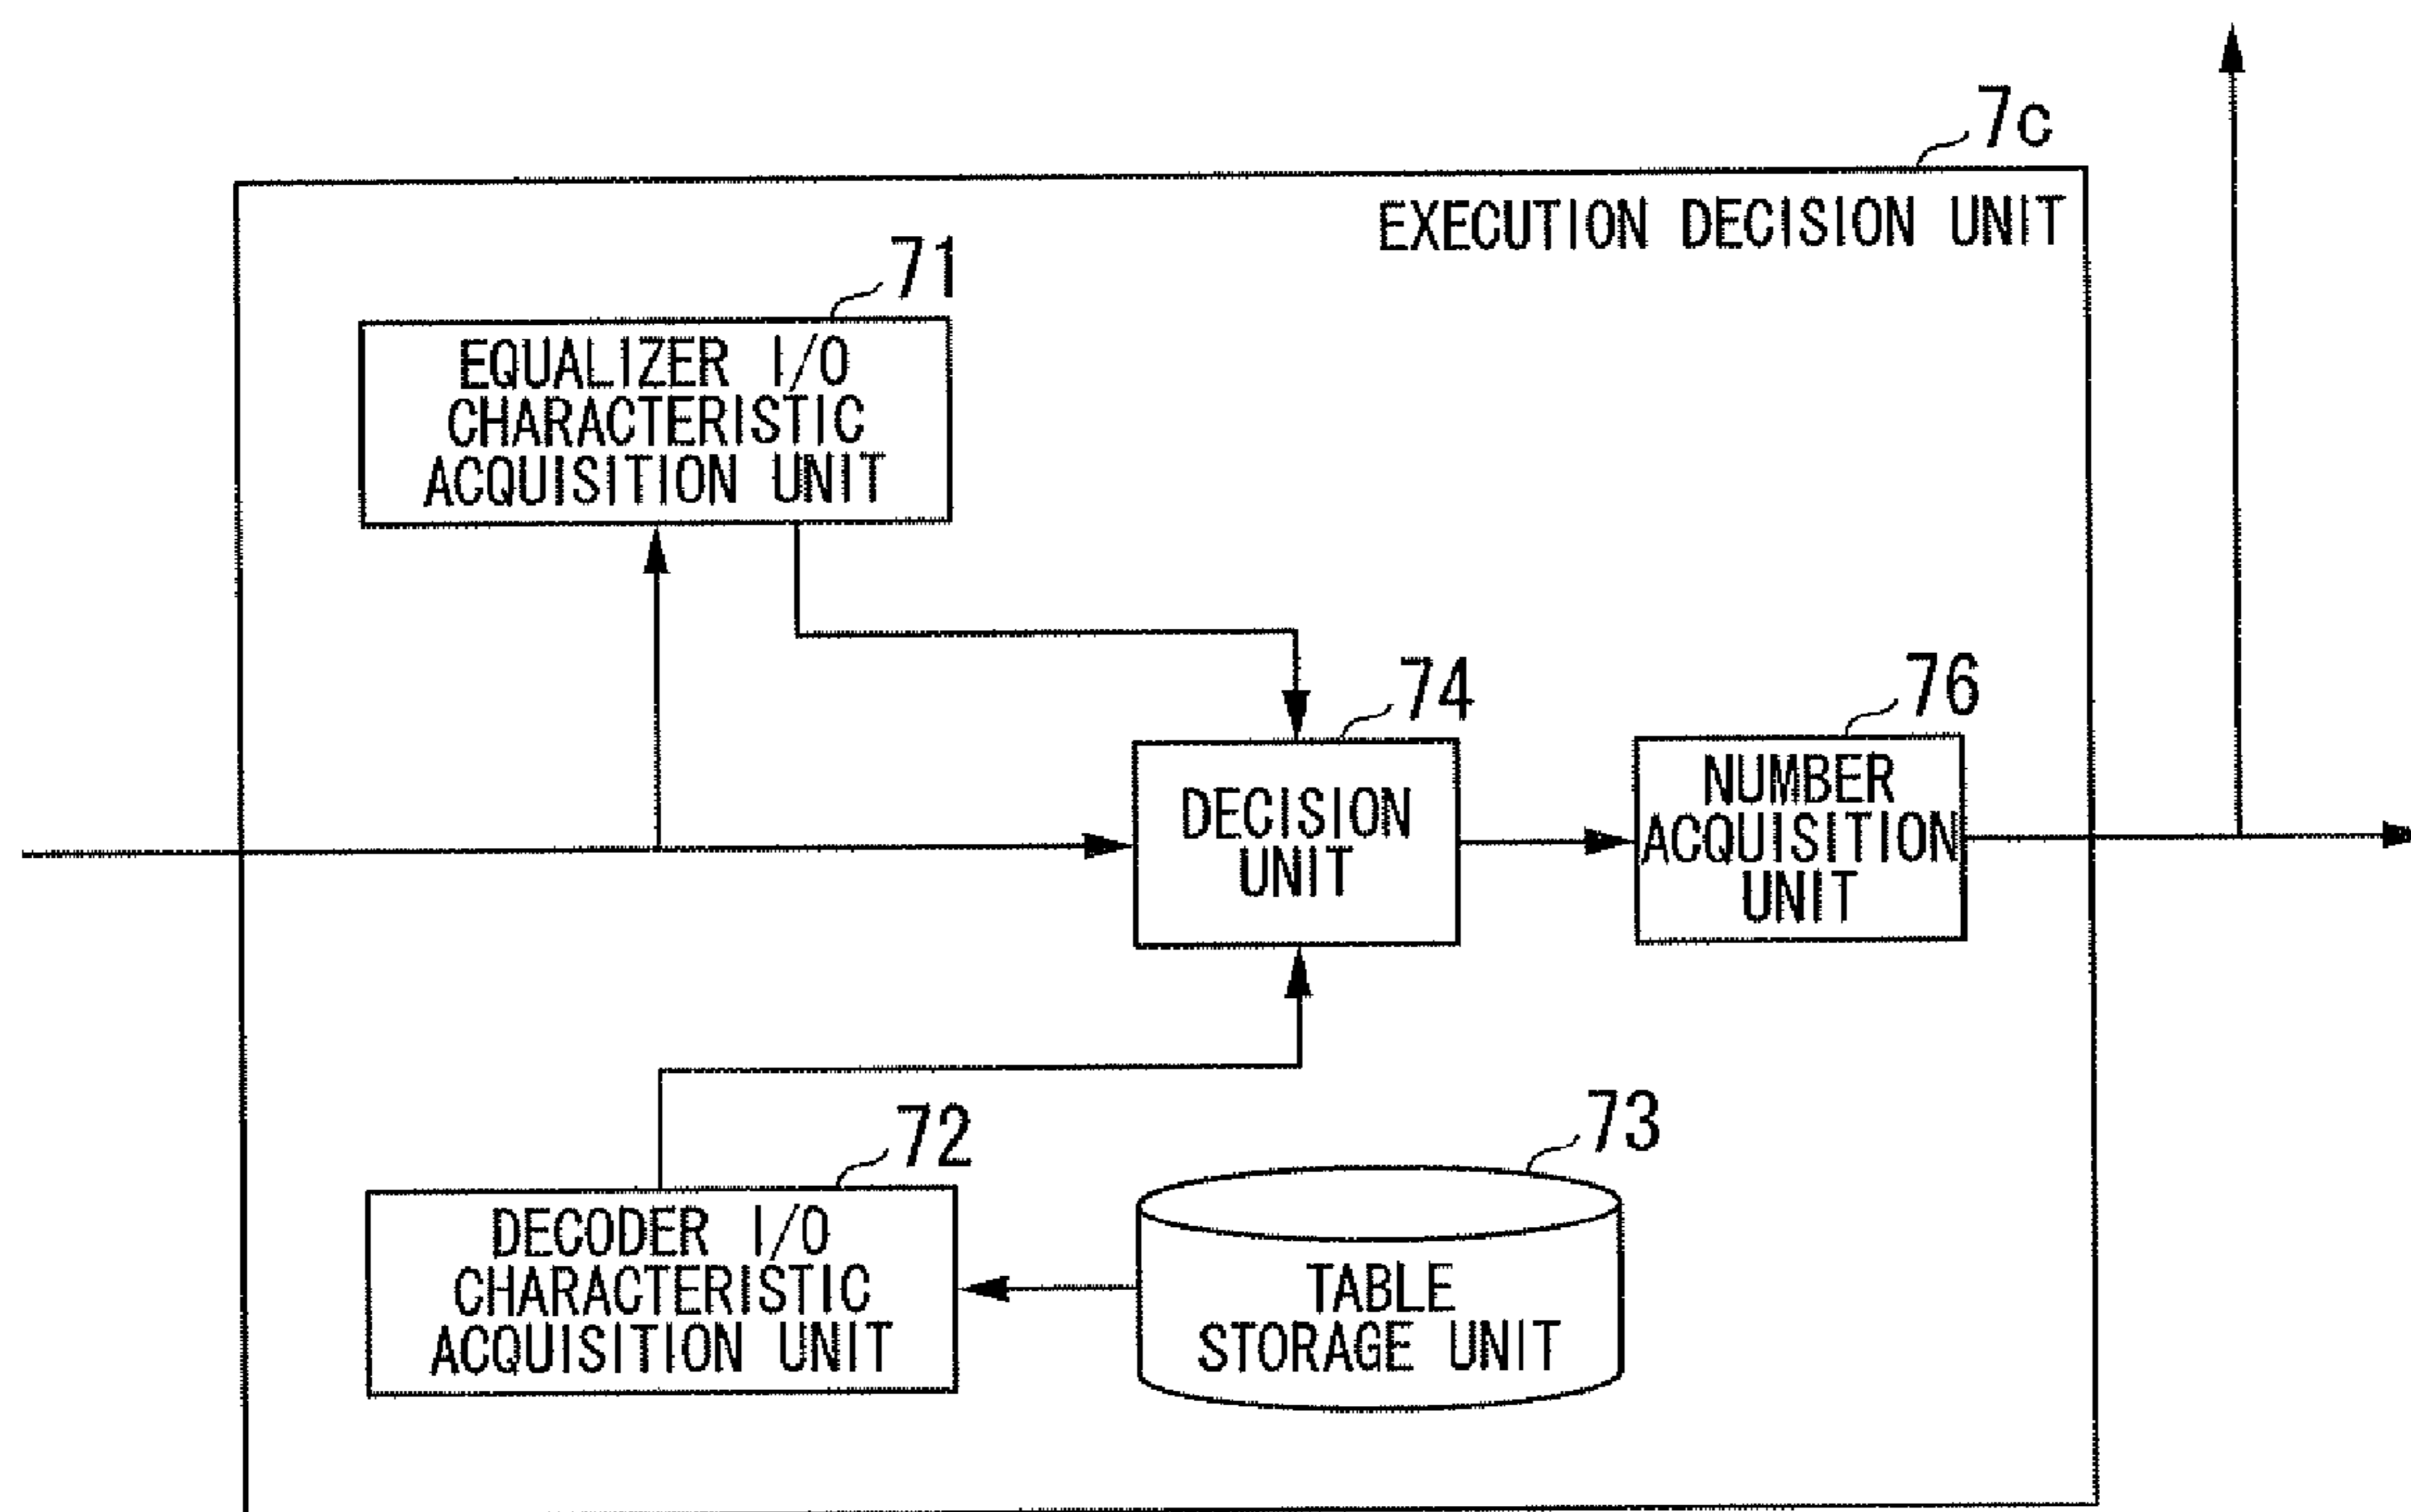 7c
EXECUTION DECISION UNIT
71
EQUALIZER I/O
CHARACTERISTIC
ACQUISITION UNIT
74
DECISION
UNIT
76
NUMBER
ACQUISITION
UNIT
72
DECODER I/O
CHARACTERISTIC
ACQUISITION UNIT
73
TABLE
STORAGE UNIT